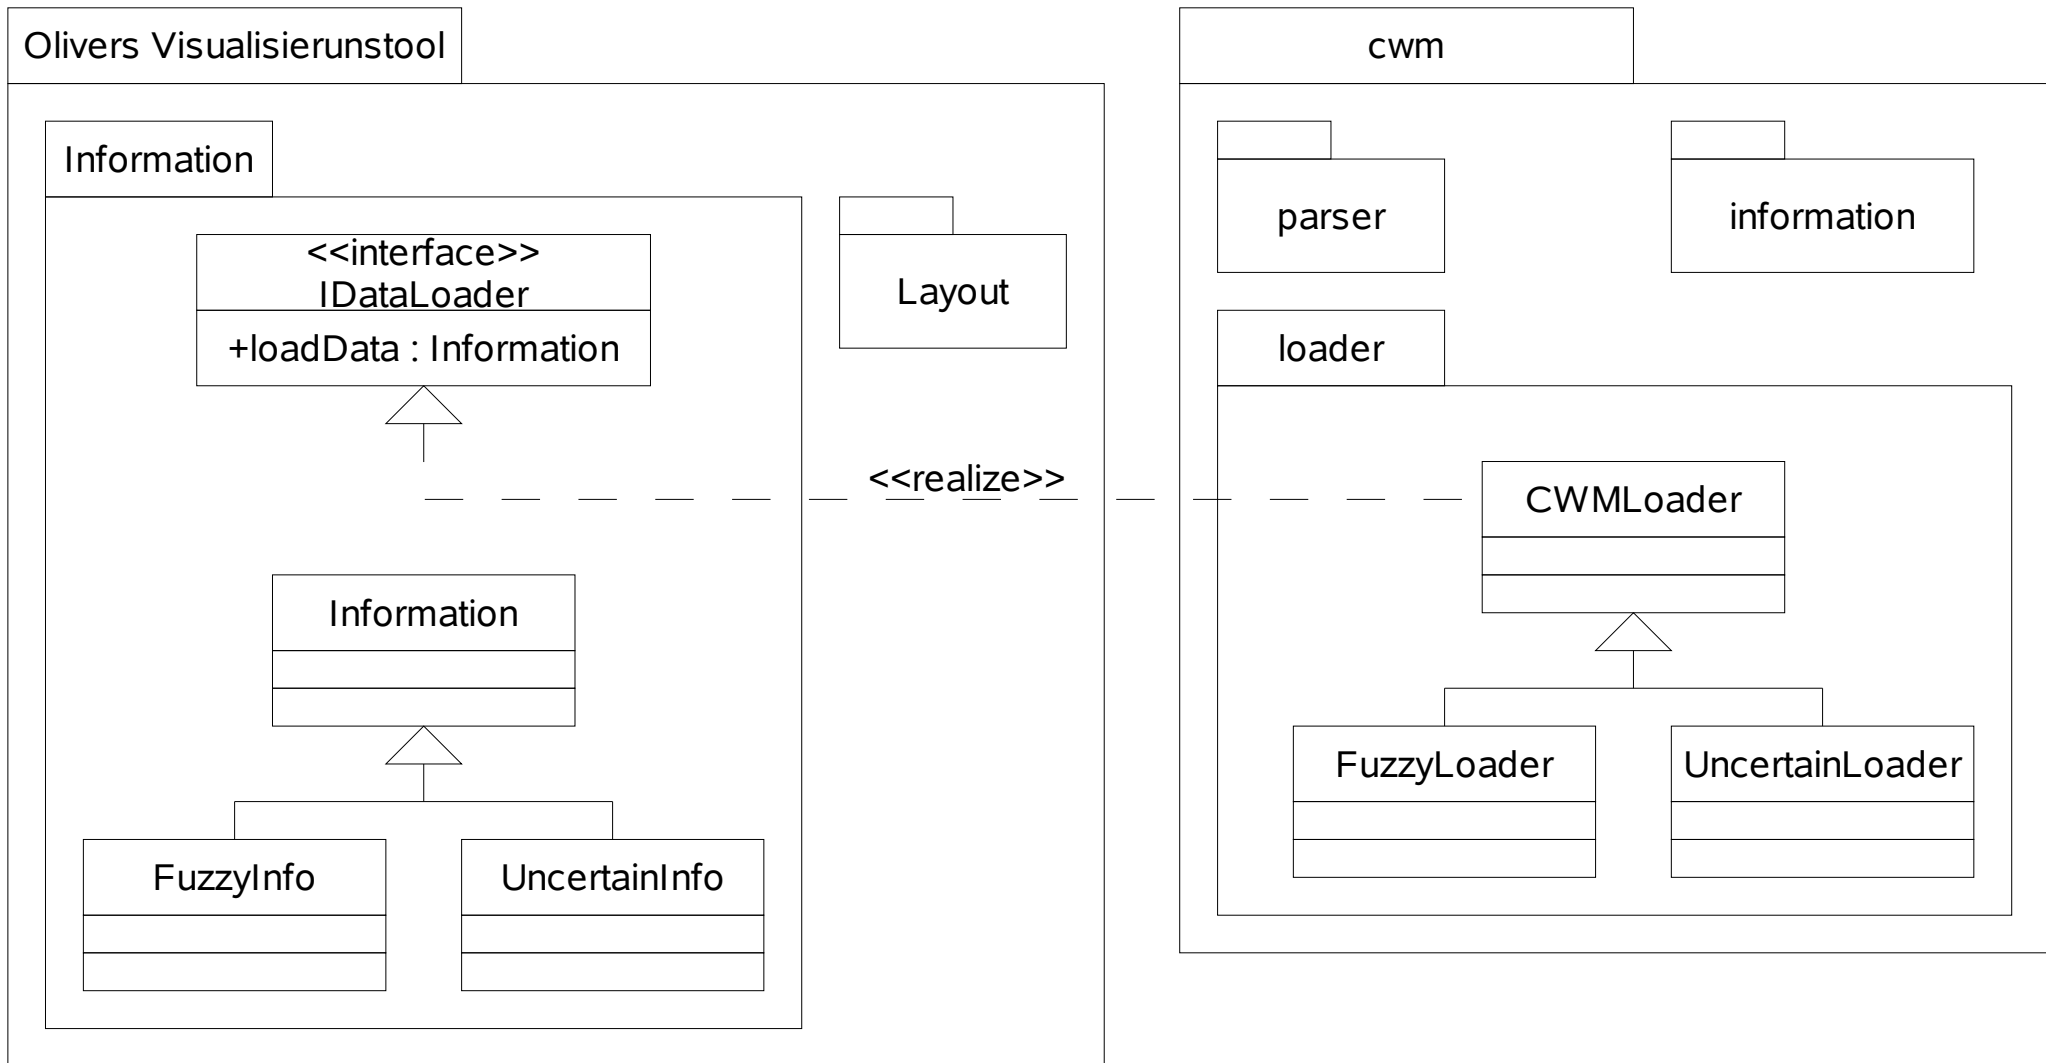 Olivers Visualisierunstool
Information
<<interface>>
IDataLoader
+loadData : Information
Layout
<<realize>>
Information
FuzzyInfo
UncertainInfo
cwm
parser
information
loader
CWMLoader
FuzzyLoader
UncertainLoader